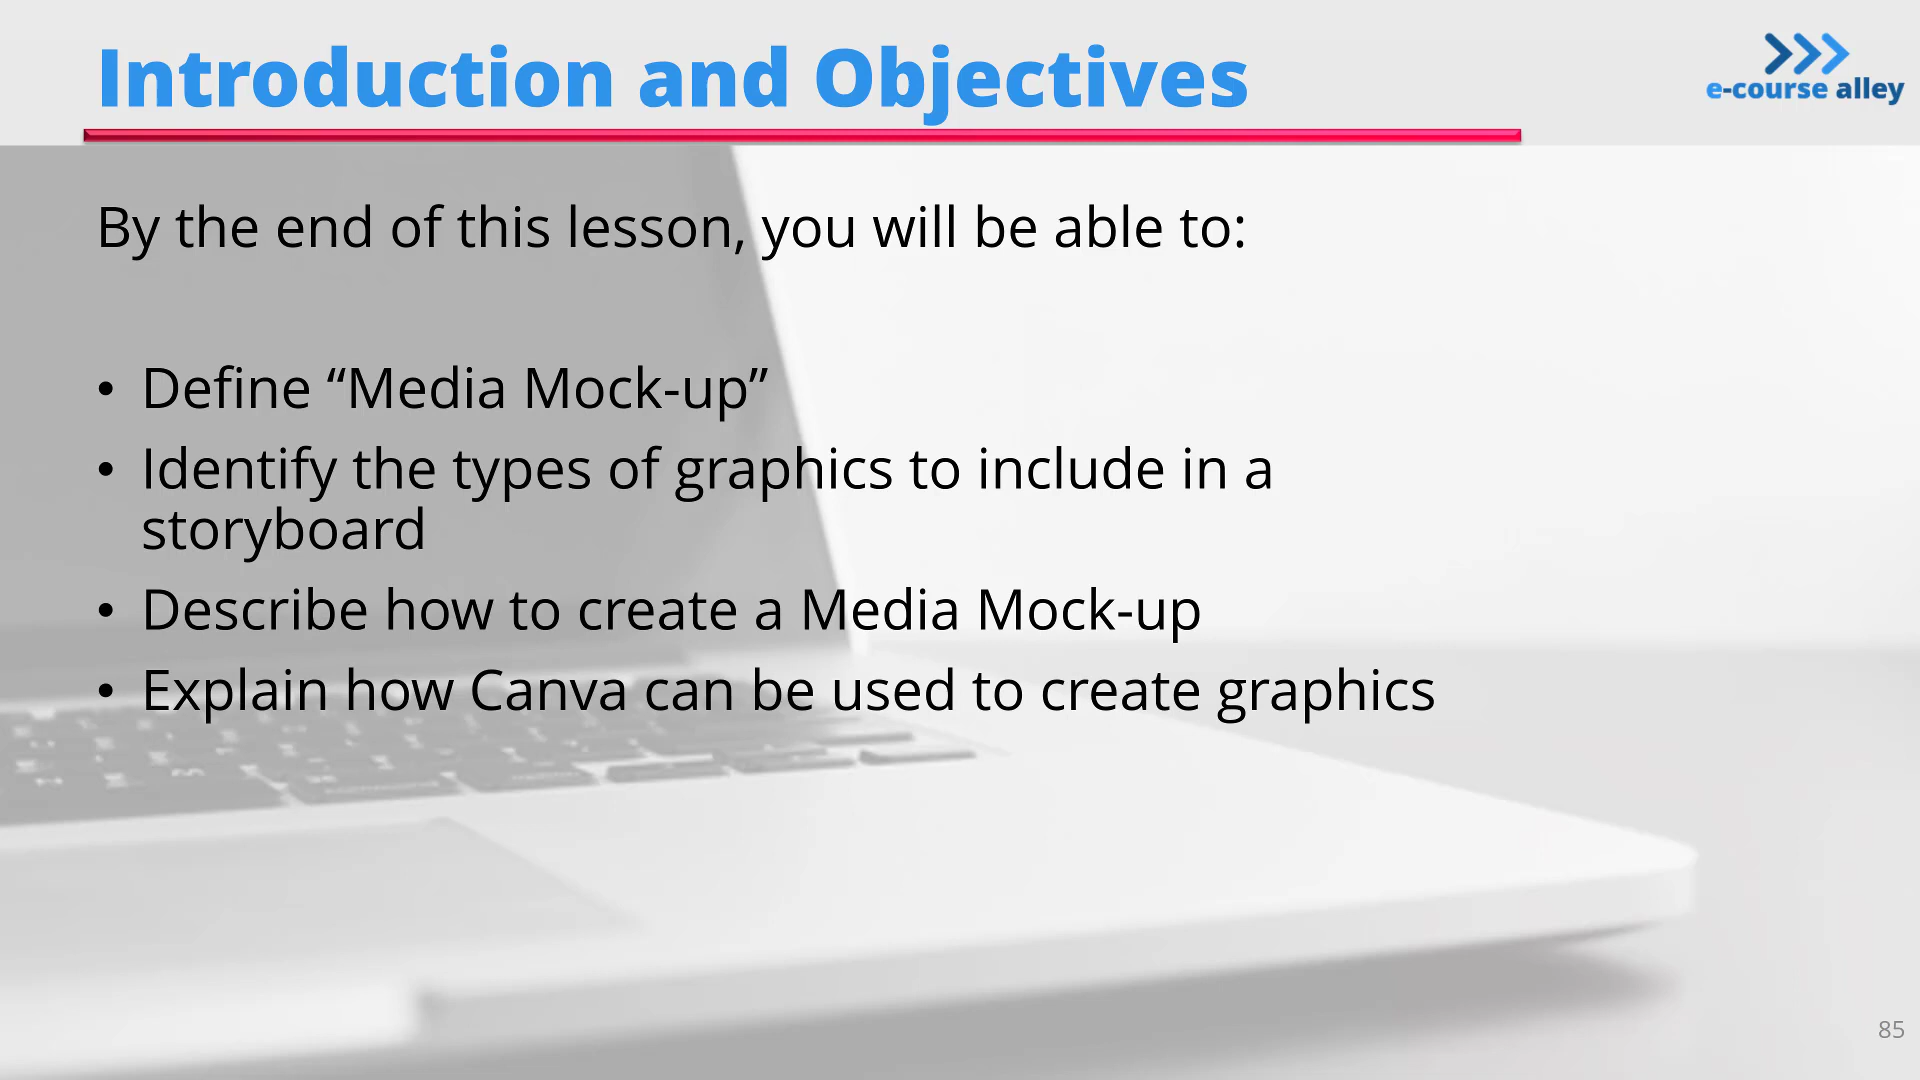 Introduction and Objectives
e-course alley
By the end of this lesson, you will be able to:
• Define “Media Mock-up”
• Identify the types of graphics to include in a
storyboard
• Describe how to create a Media Mock-up
• Explain how Canva can be used to create graphics
85